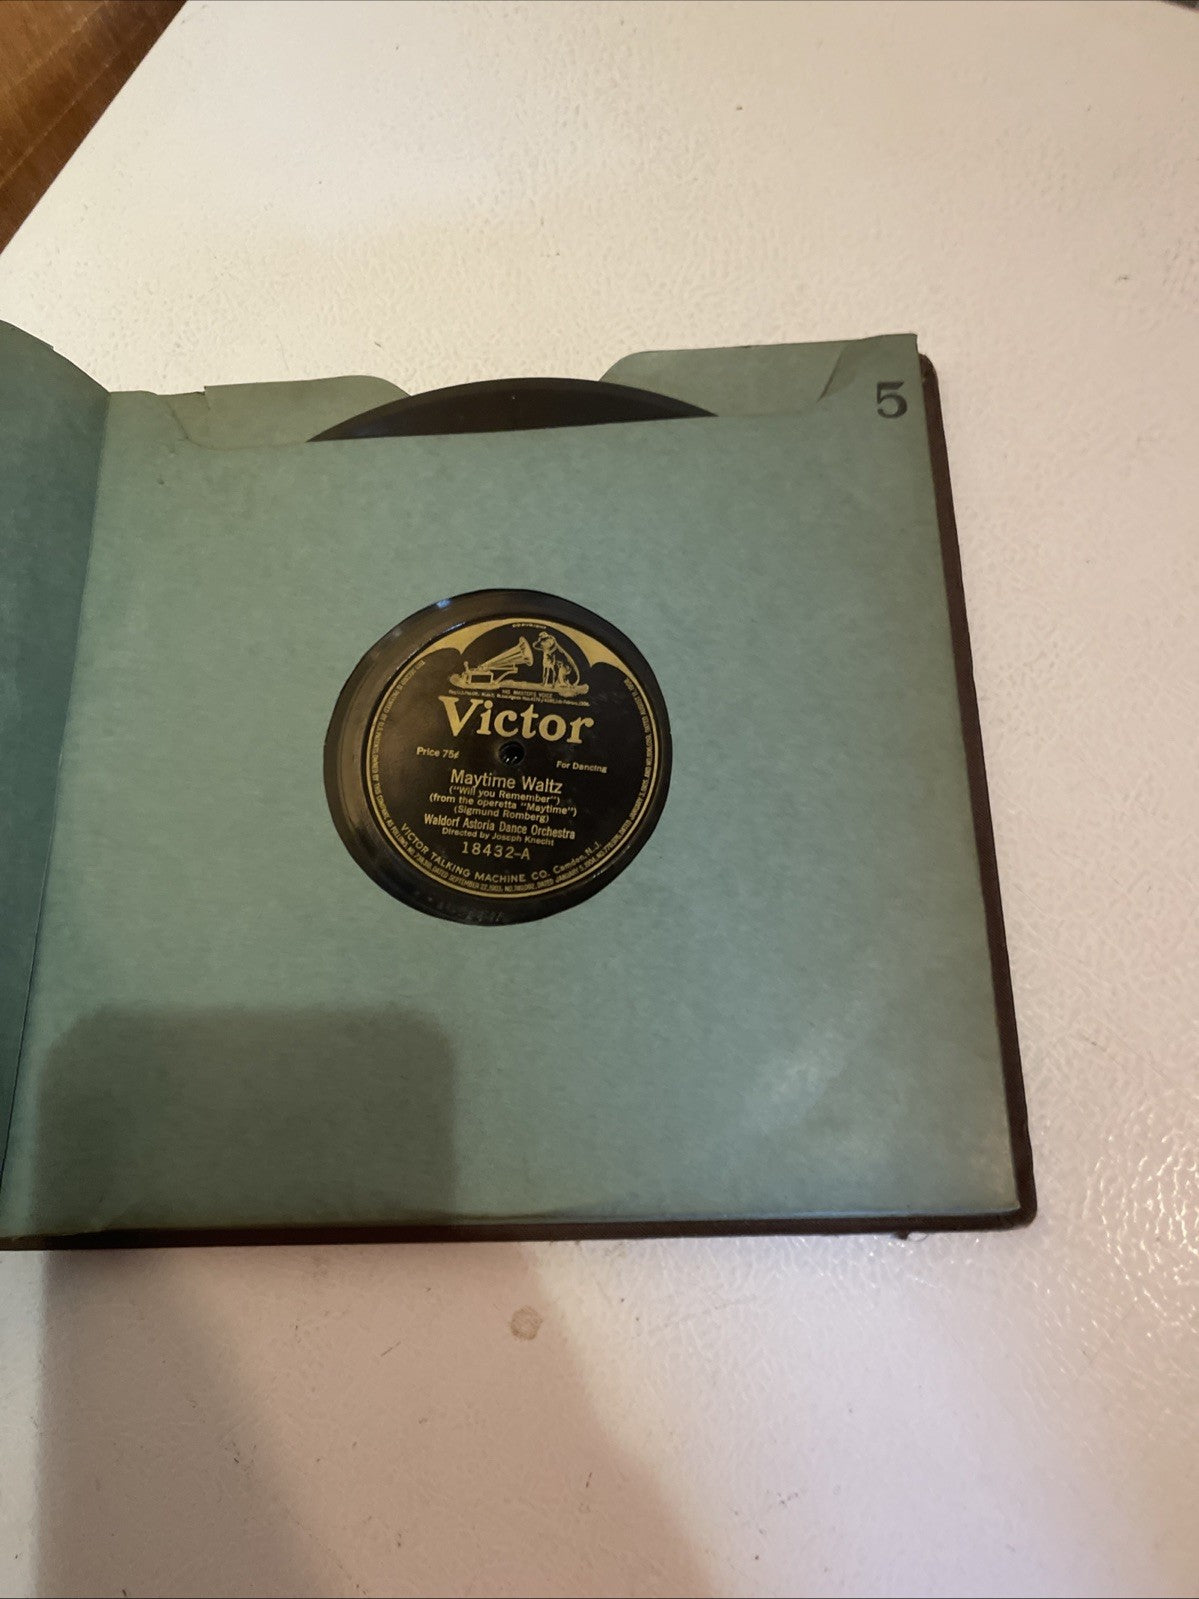 5
HIS MASTER'S VOICE
Victor
Price 75¢
For Dancing
Maytime Waltz
("Will you Remember")
(from the operetta "Maytime")
(Sigmund Romberg)
Waldorf Astoria Dance Orchestra
Directed by Joseph Knecht
18432-A
VICTOR TALKING MACHINE CO. Camden, N.J.